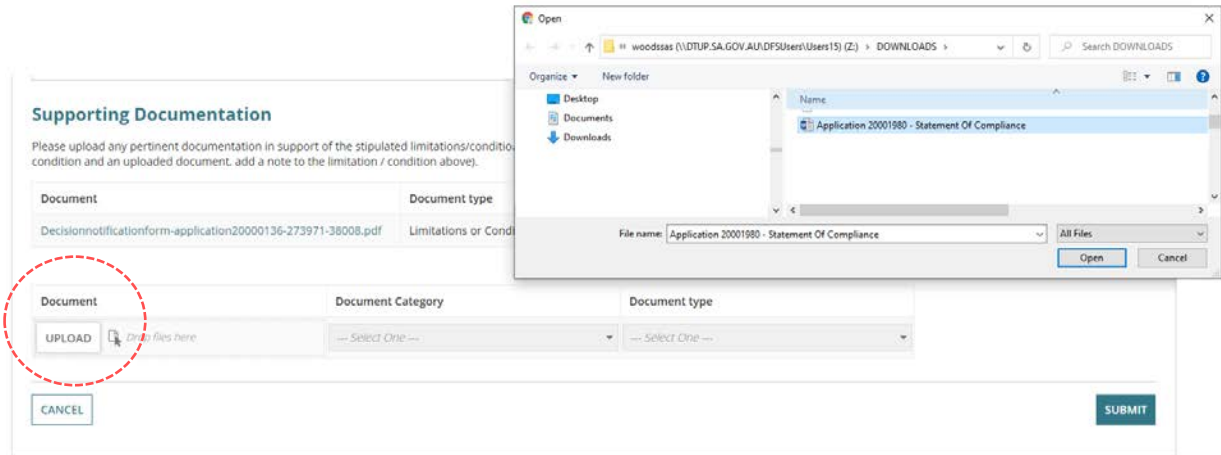 Open
woodssas (\\DTUP.SA.GOV.AU\DFSUsers\Users15) (Z:) › DOWNLOADS ›
Search DOWNLOADS
Organize
New folder
Desktop
Documents
Downloads
Name
Application 20001980 - Statement Of Compliance
File name: Application 20001980 - Statement Of Compliance
All Files
Open
Cancel
Supporting Documentation
Please upload any pertinent documentation in support of the stipulated limitations/conditio
condition and an uploaded document. add a note to the limitation / condition above).
Document
Document type
Decisionnotificationform-application20000136-273971-38008.pdf
Limitations or Condi
Document
Document Category
Document type
UPLOAD
Drop files here
--- Select One ---
--- Select One ---
CANCEL
SUBMIT